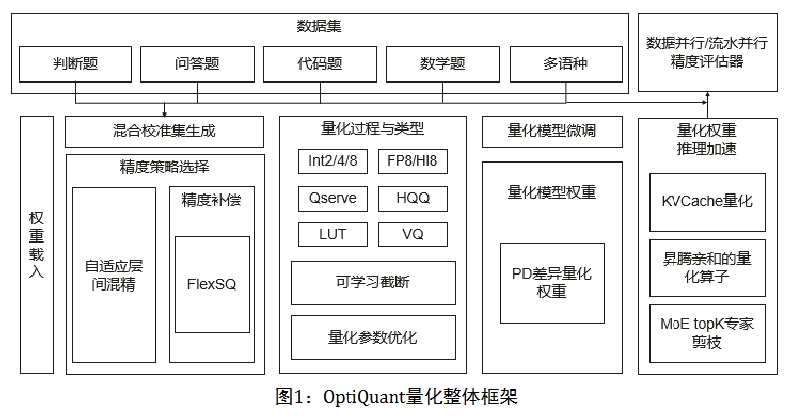 数据集
判断题
问答题
代码题
数学题
多语种
数据并行/流水并行
精度评估器
权重载入
混合校准集生成
精度策略选择
自适应层
间混精
精度补偿
FlexSQ
量化过程与类型
Int2/4/8
FP8/HI8
Qserve
HQQ
LUT
VQ
可学习截断
量化参数优化
量化模型微调
量化模型权重
PD差异量化
权重
量化权重
推理加速
KVCache量化
昇腾亲和的量
化算子
MoE topK专家
剪枝
图1：OptiQuant量化整体框架